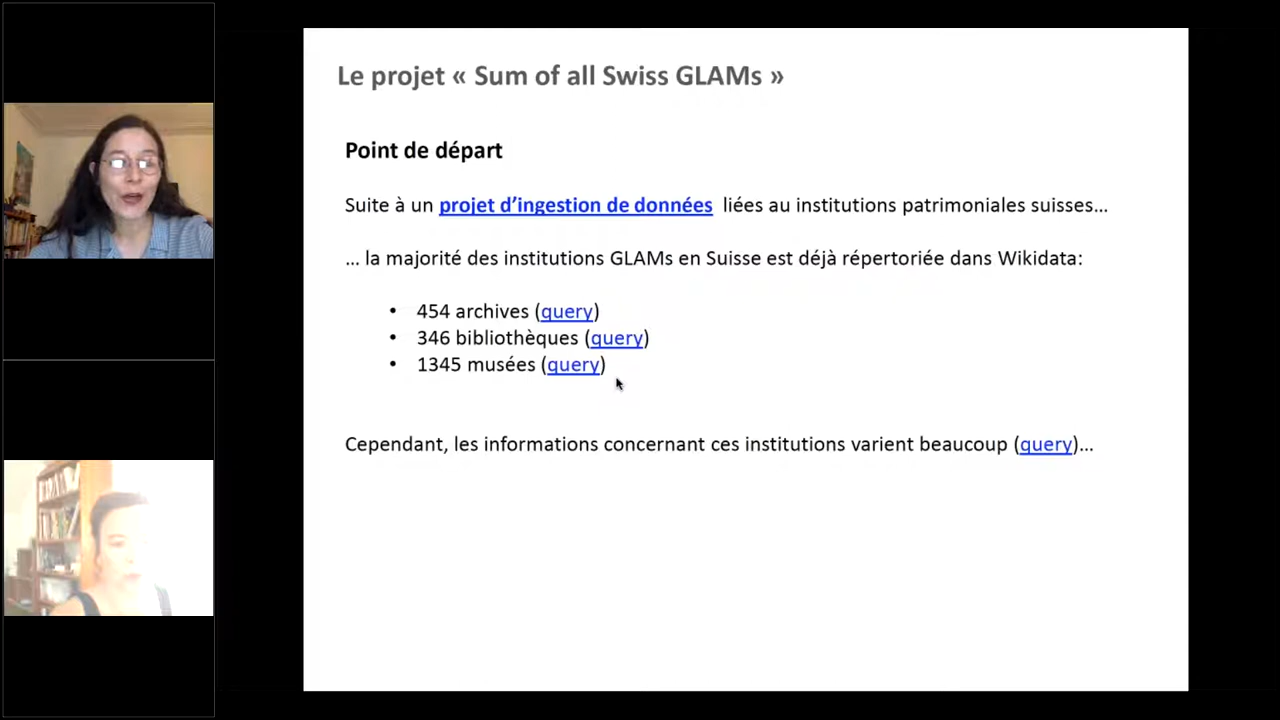 Le projet « Sum of all Swiss GLAMs »
Point de départ
Suite à un projet d’ingestion de données liées au institutions patrimoniales suisses...
... la majorité des institutions GLAMs en Suisse est déjà répertoriée dans Wikidata:
• 454 archives (query)
• 346 bibliothèques (query)
• 1345 musées (query)
Cependant, les informations concernant ces institutions varient beaucoup (query)...